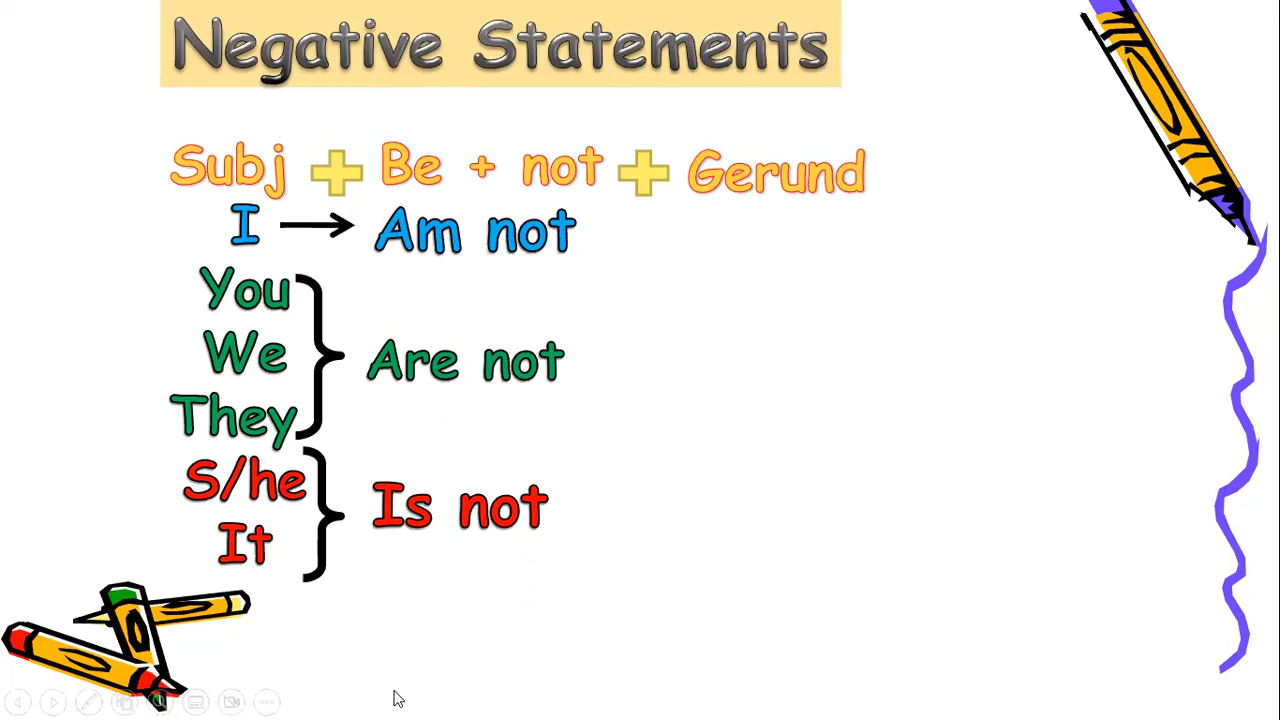 Negative Statements
Subj + Be + not + Gerund
I Am not
You
We
They
Are not
S/he
It
Is not